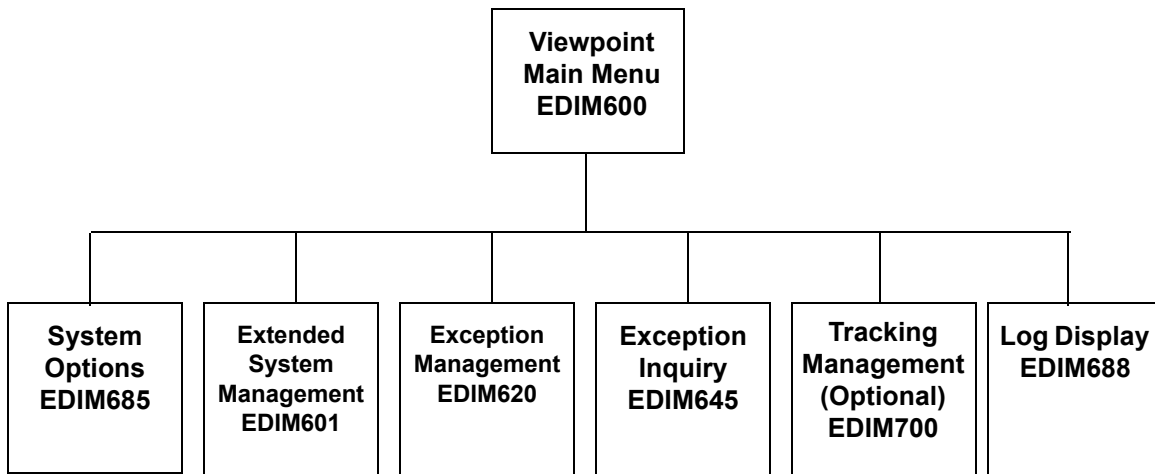 Viewpoint
Main Menu
EDIM600
System
Options
EDIM685
Extended
System
Management
EDIM601
Exception
Management
EDIM620
Exception
Inquiry
EDIM645
Tracking
Management
(Optional)
EDIM700
Log Display
EDIM688